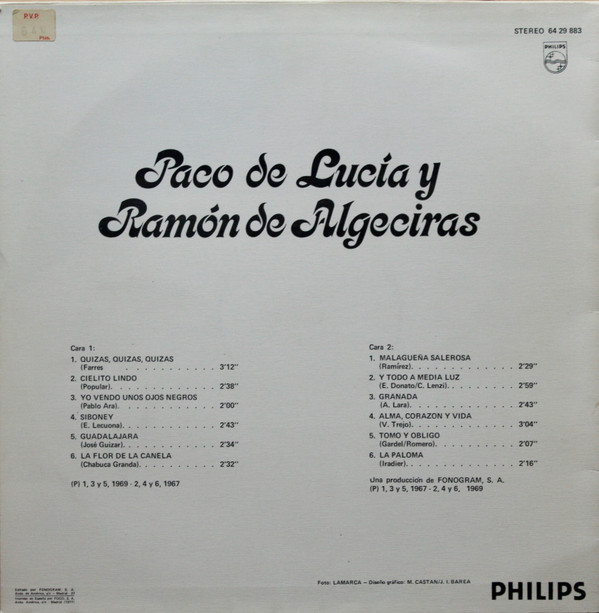 R.V.P.
STEREO 64 29 883
PHILIPS
Paco de Lucía y
Ramón de Algeciras
Cara 1:
1. QUIZAS, QUIZAS, QUIZAS
(Farres . . . . . . . . . . . 3'12"
2. CIELITO LINDO
(Popular). . . . . . . . . . . 2'38"
3. YO VENDO UNOS OJOS NEGROS
(Pablo Ara). . . . . . . . . . . 2'00"
4. SIBONEY
(E. Lecuona). . . . . . . . . . 2'43"
5. GUADALAJARA
(José Guizar). . . . . . . . . . 2'34"
6. LA FLOR DE LA CANELA
(Chabuca Granda). . . . . . . . 2'32"
(P) 1, 3 y 5, 1969 - 2, 4 y 6, 1967
Cara 2:
1. MALAGUEÑA SALEROSA
(Ramírez). . . . . . . . . . . 2'29"
2. Y TODO A MEDIA LUZ
(E. Donato/C. Lenzi). . . . . . . 2'59"
3. GRANADA
(A. Lara). . . . . . . . . . . 2'43"
4. ALMA, CORAZON Y VIDA
(V. Trejo). . . . . . . . . . . 3'04"
5. TOMO Y OBLIGO
(Gardel/Romero). . . . . . . . . 2'07"
6. LA PALOMA
(Iradier). . . . . . . . . . . 2'16"
Una producción de FONOGRAM, S. A.
(P) 1, 3 y 5, 1967 - 2, 4 y 6, 1969
Foto: LAMARCA – Diseño gráfico: M. CASTAN/J. I. BARSA
PHILIPS